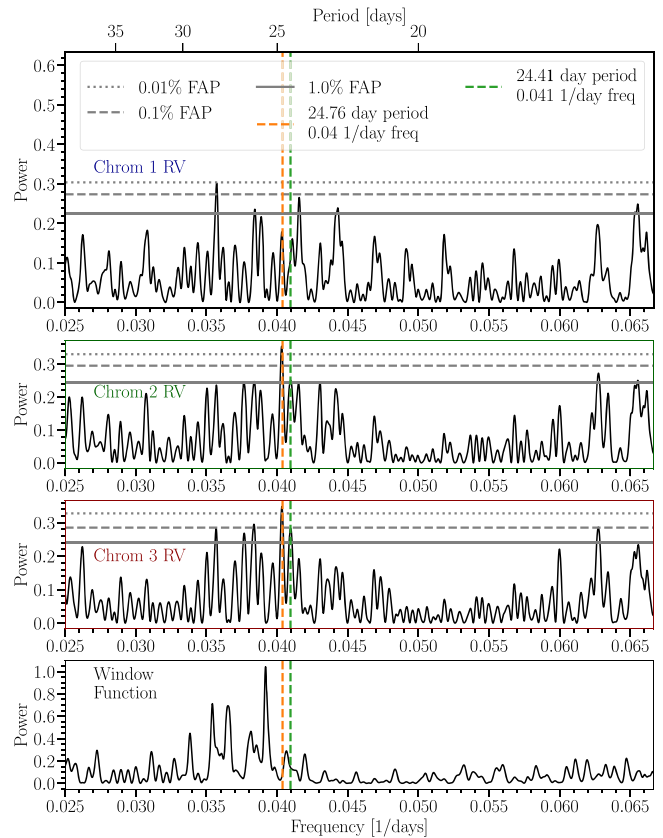 Period [days]
35 30 25 20
0.6
0.5
0.4
0.3
0.2
0.1
0.0
Power
0.01% FAP
0.1% FAP
1.0% FAP
24.76 day period
0.04 1/day freq
24.41 day period
0.041 1/day freq
Chrom 1 RV
0.025 0.030 0.035 0.040 0.045 0.050 0.055 0.060 0.065
0.3
0.2
0.1
0.0
Power
Chrom 2 RV
0.025 0.030 0.035 0.040 0.045 0.050 0.055 0.060 0.065
0.3
0.2
0.1
0.0
Power
Chrom 3 RV
0.025 0.030 0.035 0.040 0.045 0.050 0.055 0.060 0.065
1.0
0.8
0.6
0.4
0.2
0.0
Power
Window
Function
0.025 0.030 0.035 0.040 0.045 0.050 0.055 0.060 0.065
Frequency [1/days]